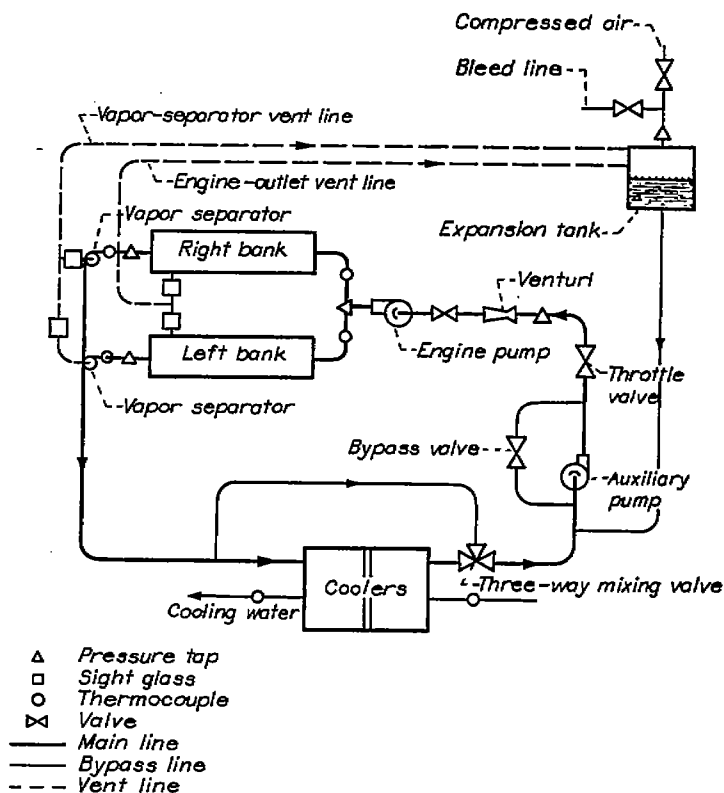 Compressed air
Bleed line
Vapor-separator vent line
Engine-outlet vent line
Vapor separator
Right bank
Expansion tank
Venturi
Left bank
Engine pump
Throttle
valve
Vapor separator
Bypass valve
Auxiliary
pump
Coolers
Three-way mixing valve
Cooling water
Pressure tap
Sight glass
Thermocouple
Valve
Main line
Bypass line
Vent line